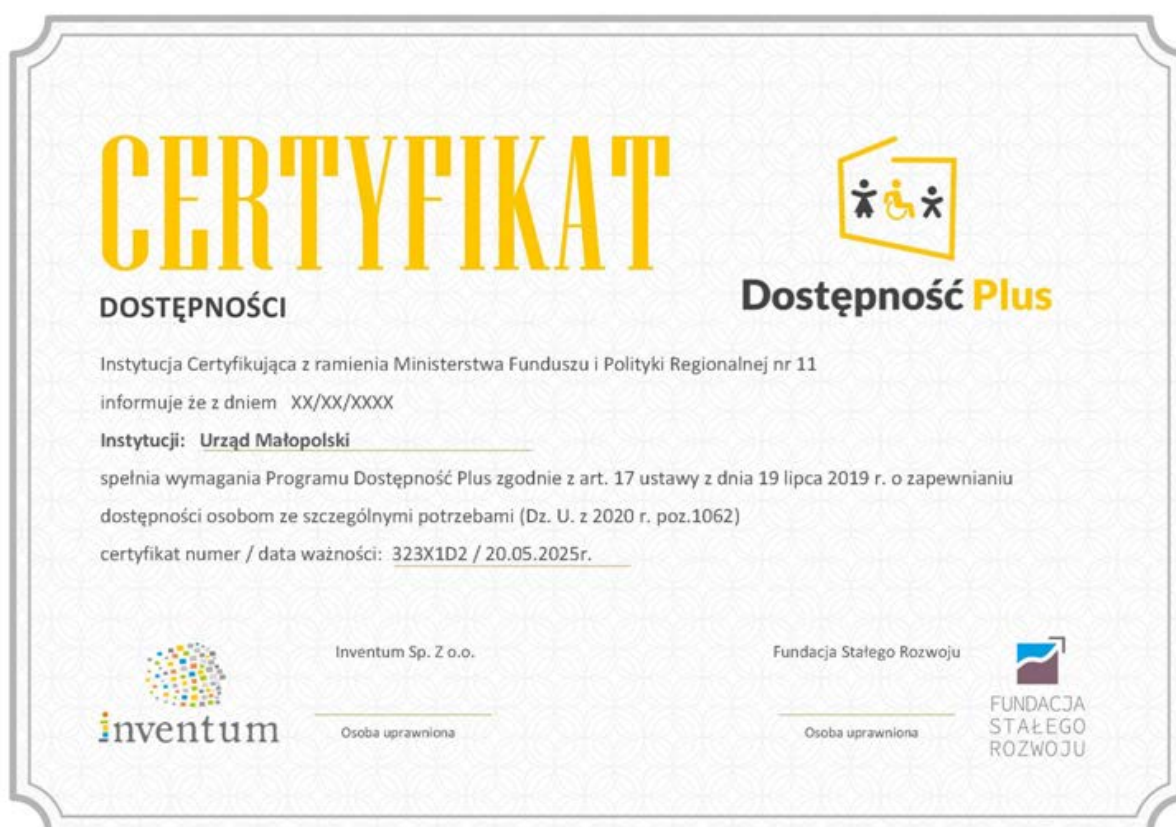 CERTYFIKAT
DOSTĘPNOŚCI
Dostępność Plus
Instytucja Certyfikująca z ramienia Ministerstwa Funduszu i Polityki Regionalnej nr 11
informuje że z dniem XX/XX/XXXX
Instytucji: Urząd Małopolski
spełnia wymagania Programu Dostępność Plus zgodnie z art. 17 ustawy z dnia 19 lipca 2019 r. o zapewnianiu
dostępności osobom ze szczególnymi potrzebami (Dz. U. z 2020 r. poz.1062)
certyfikat numer / data ważności: 323X1D2 / 20.05.2025r.
inventum
Inventum Sp. Z o.o.
Osoba uprawniona
Fundacja Stałego Rozwoju
Osoba uprawniona
FUNDACJA
STAŁEGO
ROZWOJU